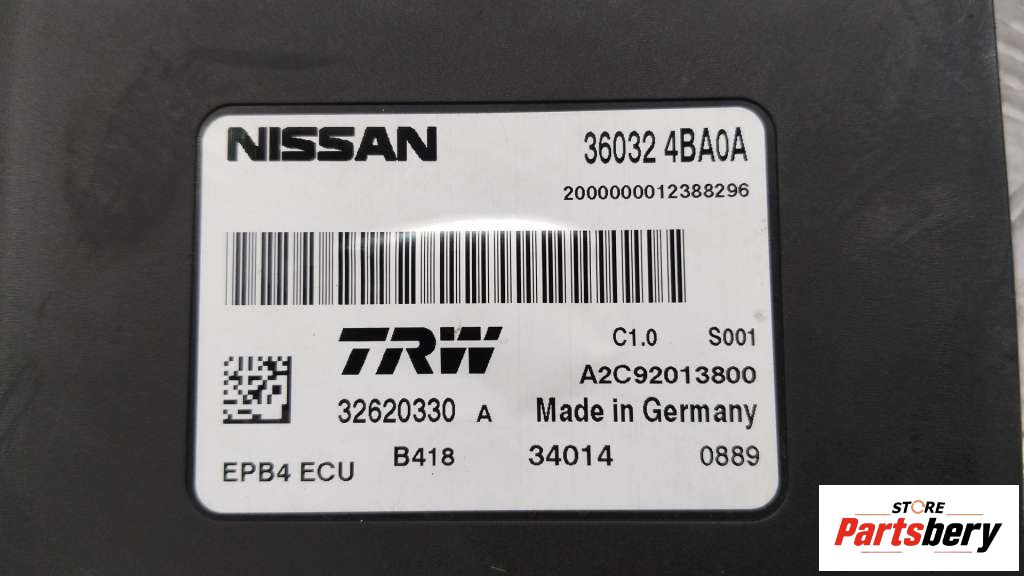 NISSAN 36032 4BA0A
2000000012388296
TRW C1.0 S001
A2C92013800
32620330 A Made in Germany
EPB4 ECU B418 34014 0889
STORE
Partsbery